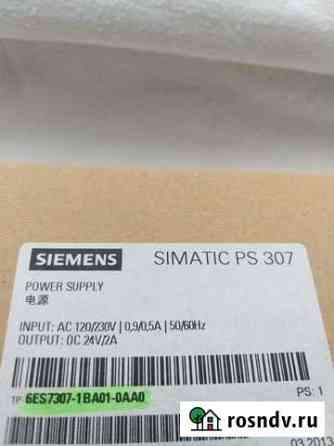 SIEMENS SIMATIC PS 307
POWER SUPPLY
电源
INPUT: AC 120/230V | 0,9/0,5A | 50/60Hz
OUTPUT: DC 24V/2A
1P 6ES7307-1BA01-0AA0
PS: 1
rosndv.ru